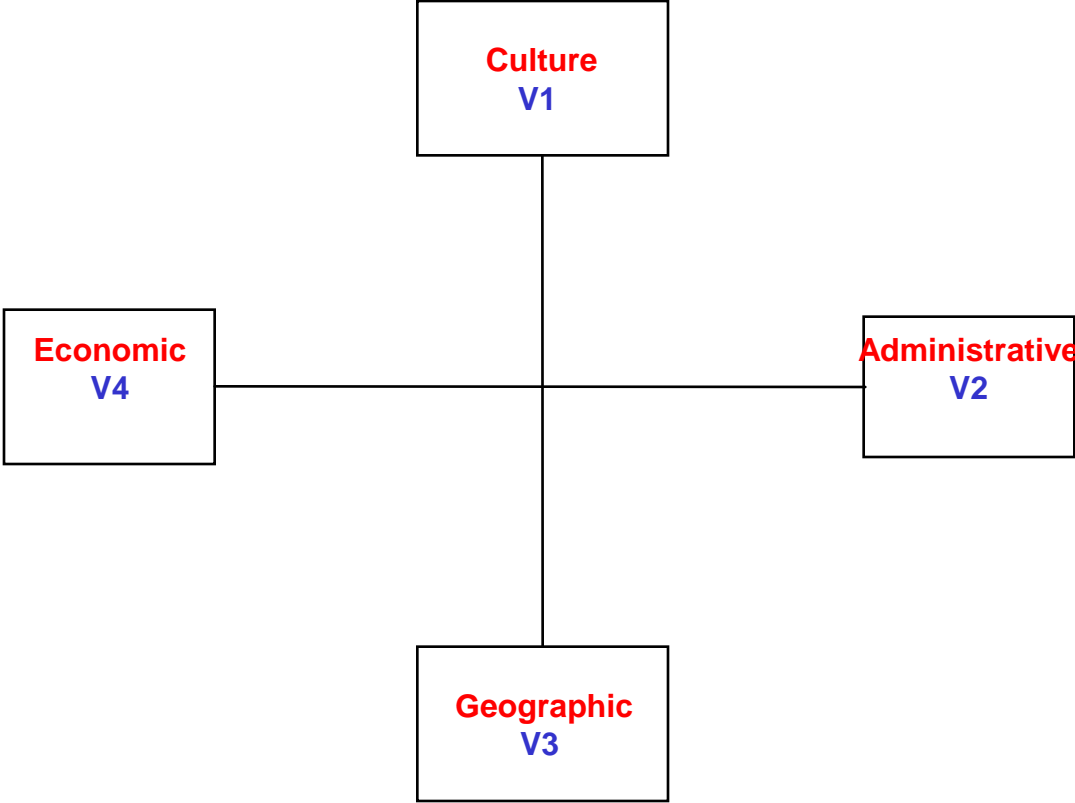 Culture
V1
Economic
V4
Administrative
V2
Geographic
V3